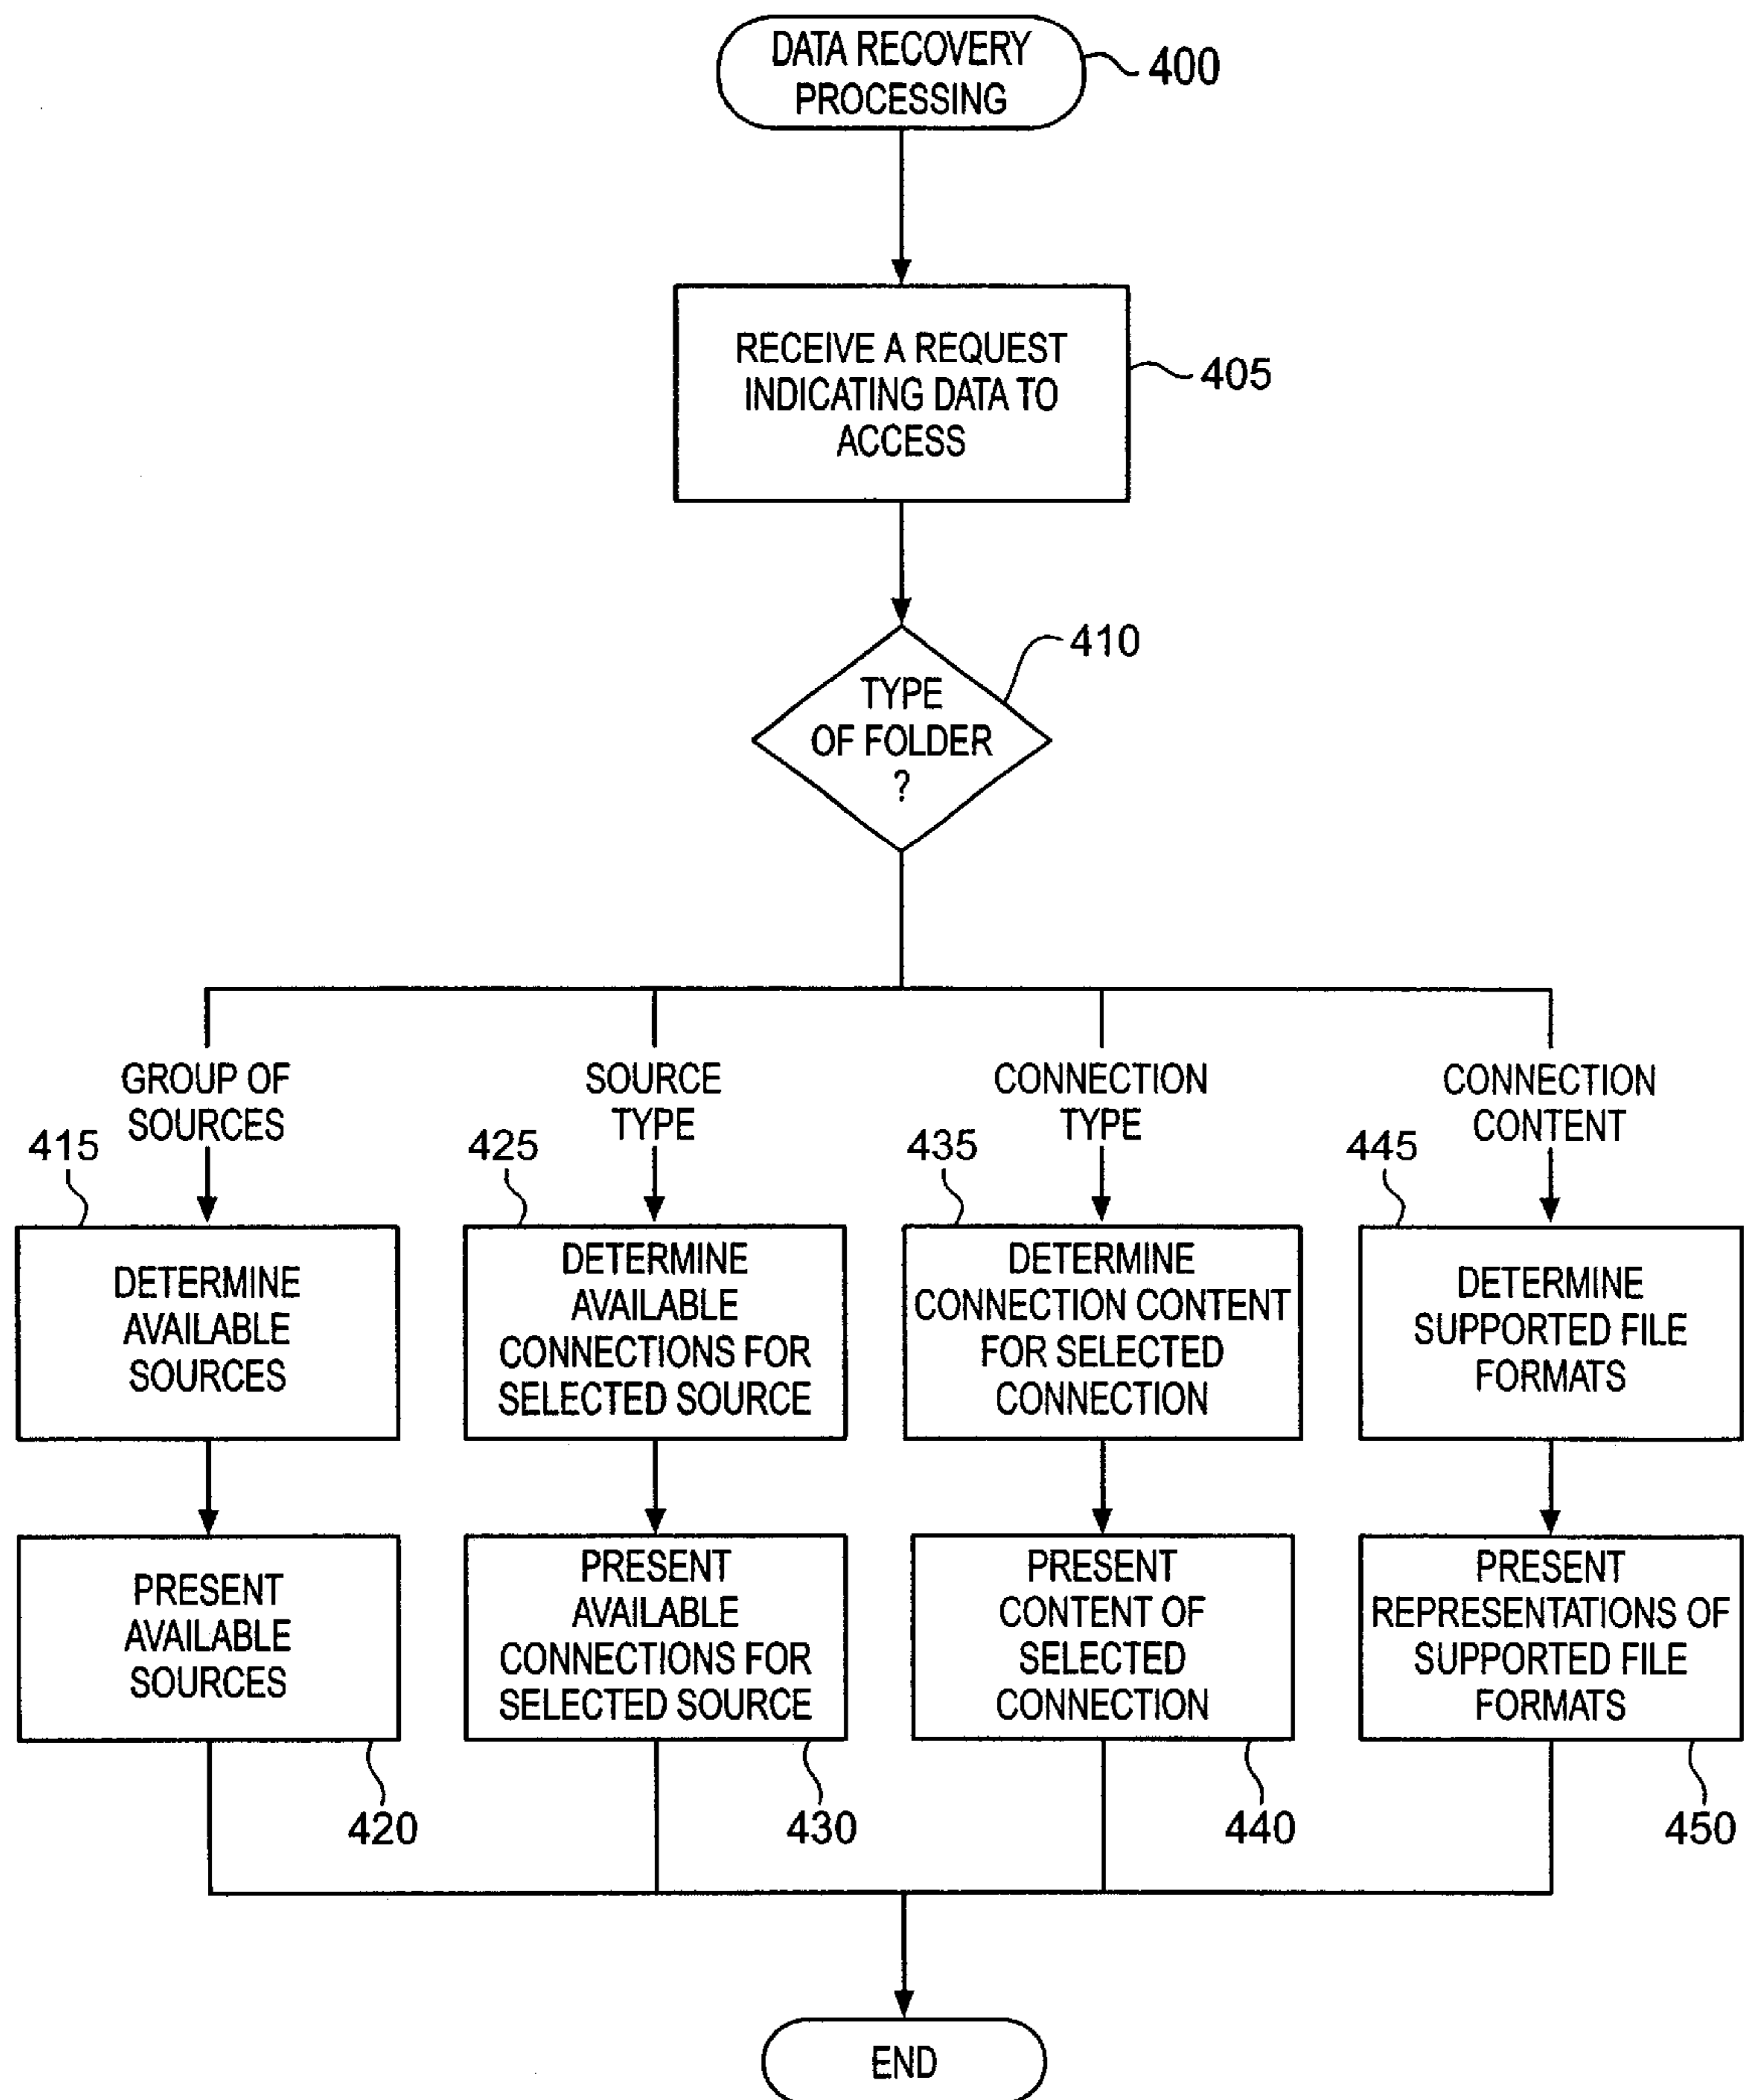 DATA RECOVERY
PROCESSING
400
RECEIVE A REQUEST
INDICATING DATA TO
ACCESS
405
410
TYPE
OF FOLDER
?
GROUP OF
SOURCES
SOURCE
TYPE
CONNECTION
TYPE
CONNECTION
CONTENT
415
425
435
445
DETERMINE
AVAILABLE
SOURCES
DETERMINE
AVAILABLE
CONNECTIONS FOR
SELECTED SOURCE
DETERMINE
CONNECTION CONTENT
FOR SELECTED
CONNECTION
DETERMINE
SUPPORTED FILE
FORMATS
PRESENT
AVAILABLE
SOURCES
PRESENT
AVAILABLE
CONNECTIONS FOR
SELECTED SOURCE
PRESENT
CONTENT OF
SELECTED
CONNECTION
PRESENT
REPRESENTATIONS OF
SUPPORTED FILE
FORMATS
420
430
440
450
END